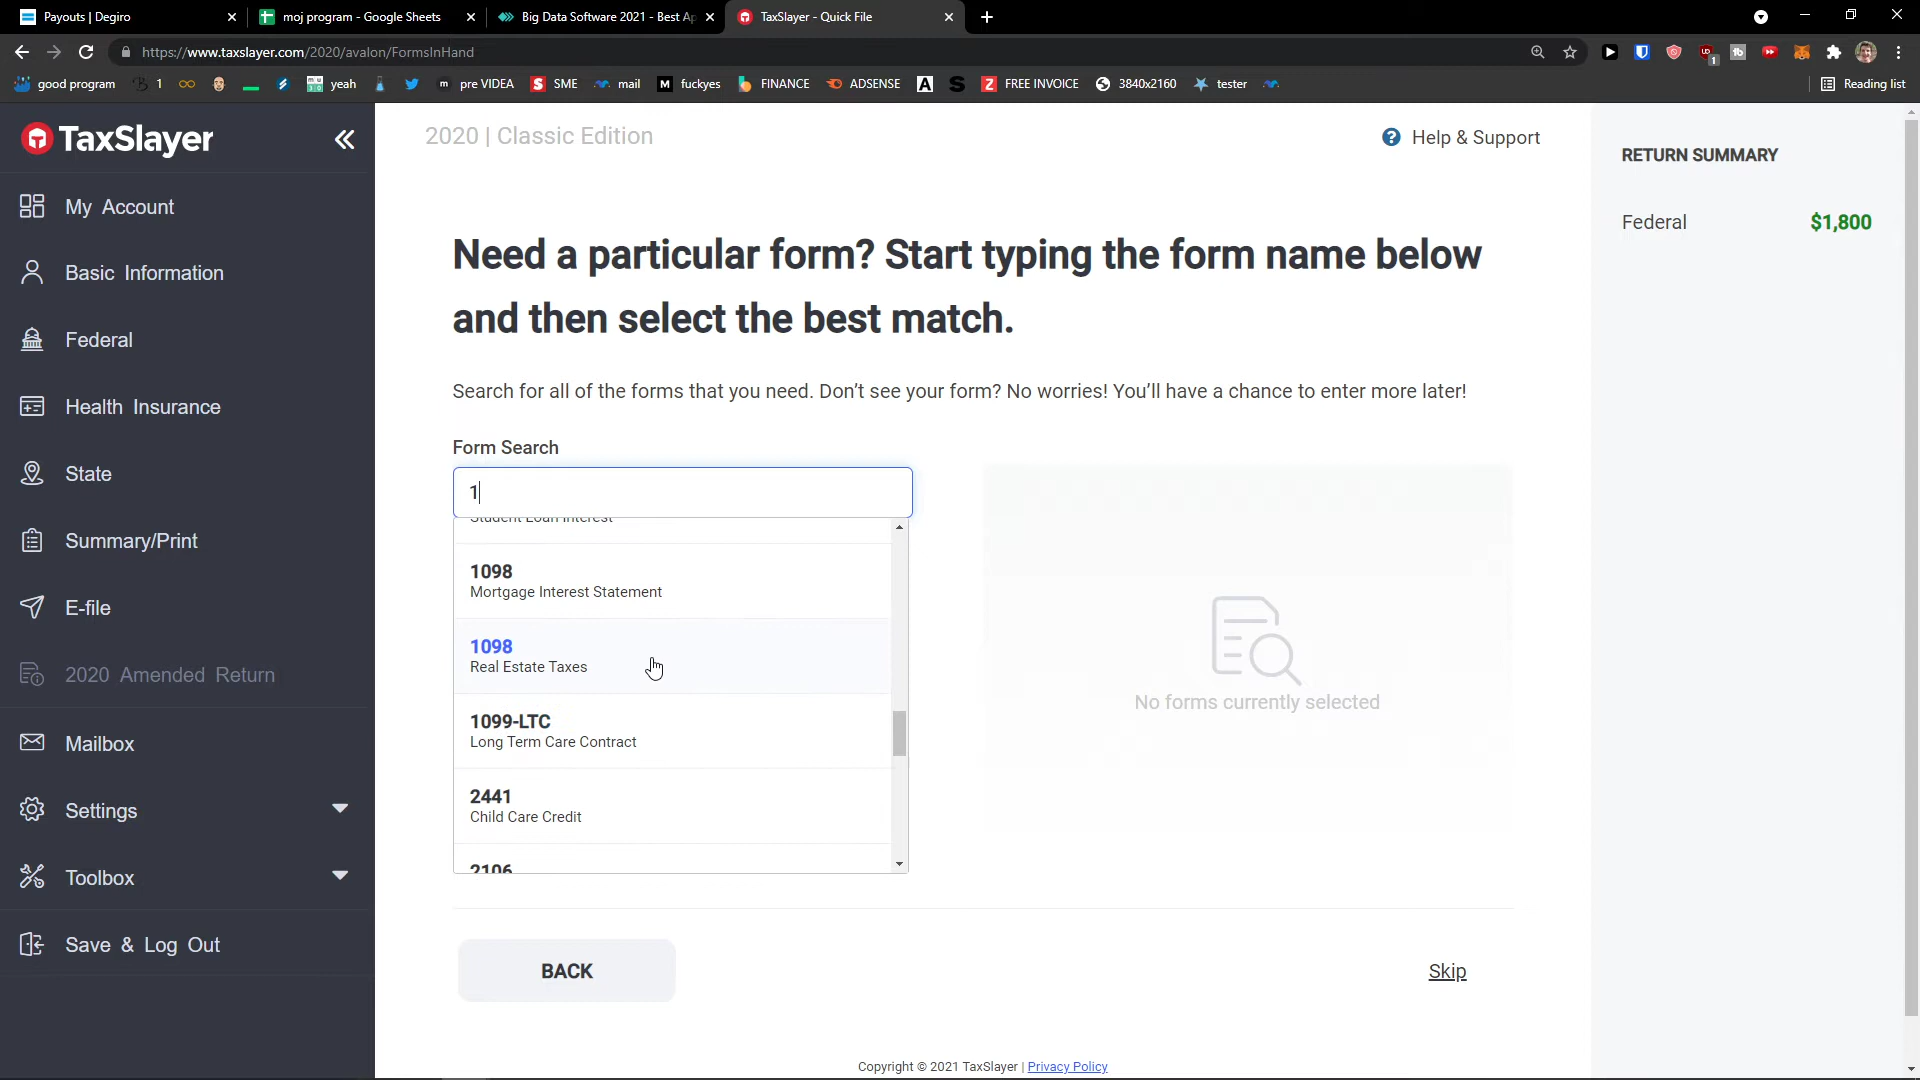 Payouts | Degiro
moj program - Google Sheets
Big Data Software 2021 - Best Ap
TaxSlayer - Quick File
https://www.taxslayer.com/2020/avalon/FormsInHand
good program
1
yeah
pre VIDEA
SME
mail
fuckyes
FINANCE
ADSENSE
FREE INVOICE
3840x2160
tester
Reading list
TaxSlayer
My Account
Basic Information
Federal
Health Insurance
State
Summary/Print
E-file
2020 Amended Return
Mailbox
Settings
Toolbox
Save & Log Out
2020 | Classic Edition
Help & Support
Need a particular form? Start typing the form name below
and then select the best match.
Search for all of the forms that you need. Don't see your form? No worries! You'll have a chance to enter more later!
Form Search
1
Student Loan Interest
1098
Mortgage Interest Statement
1098
Real Estate Taxes
1099-LTC
Long Term Care Contract
2441
Child Care Credit
2106
No forms currently selected
BACK
Skip
Copyright © 2021 TaxSlayer | Privacy Policy
RETURN SUMMARY
Federal $1,800